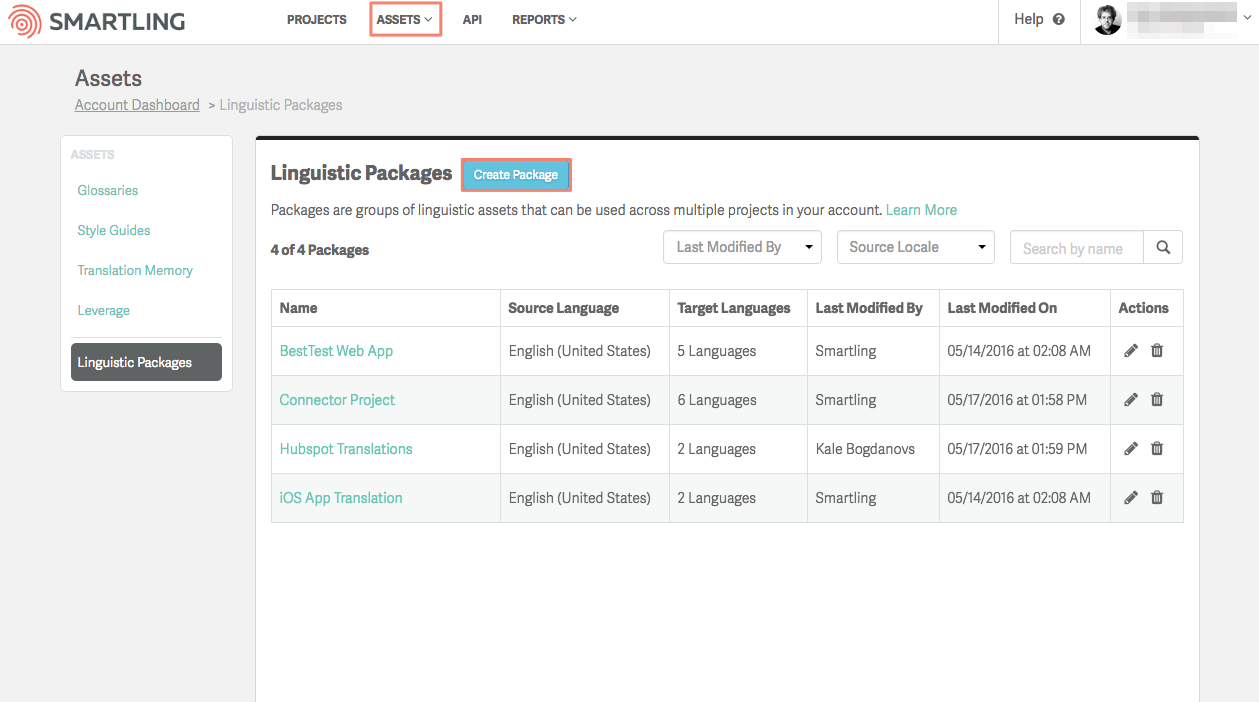 SMARTLING PROJECTS ASSETS API REPORTS Help ?
Assets
Account Dashboard > Linguistic Packages
ASSETS
Glossaries
Style Guides
Translation Memory
Leverage
Linguistic Packages
Linguistic Packages Create Package
Packages are groups of linguistic assets that can be used across multiple projects in your account. Learn More
4 of 4 Packages Last Modified By Source Locale Search by name
Name Source Language Target Languages Last Modified By Last Modified On Actions
BestTest Web App English (United States) 5 Languages Smartling 05/14/2016 at 02:08 AM
Connector Project English (United States) 6 Languages Smartling 05/17/2016 at 01:58 PM
Hubspot Translations English (United States) 2 Languages Kale Bogdanovs 05/17/2016 at 01:59 PM
iOS App Translation English (United States) 2 Languages Smartling 05/14/2016 at 02:08 AM